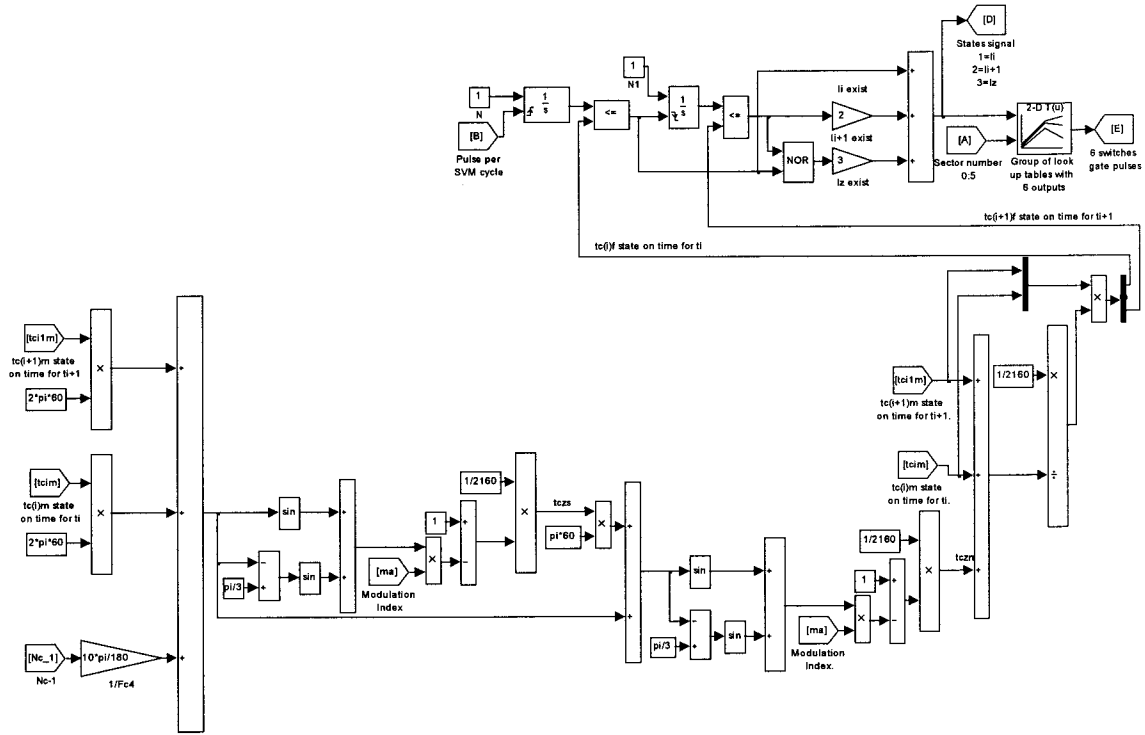 [D]
States signal
1=Ii
2=Ii+1
3=Iz
1
N
[B]
Pulse per
SVM cycle
1
s
<=
1
N1
1
s
<=
NOR
Ii exist
2
Ii+1 exist
3
Iz exist
+
+
+
[A]
Sector number
0:5
2-D T(u)
Group of look
up tables with
6 outputs
[E]
6 switches
gate pulses
tc(i+1)f state on time for ti+1
tc(i)f state on time for ti
×
[tci1m]
tc(i+1)m state
on time for ti+1
2*pi*60
×
[tcim]
tc(i)m state
on time for ti
2*pi*60
×
[Nc_1]
Nc-1
10*pi/180
1/Fc4
+
+
+
sin
pi/3
−
+
sin
+
+
1
[ma]
Modulation
Index
×
+
−
1/2160
×
tczs
pi*60
×
+
+
sin
pi/3
−
+
sin
+
+
1
[ma]
Modulation
Index.
×
+
−
1/2160
×
tczn
[tci1m]
tc(i+1)m state
on time for ti+1.
[tcim]
tc(i)m state
on time for ti.
+
+
+
1/2160
×
÷